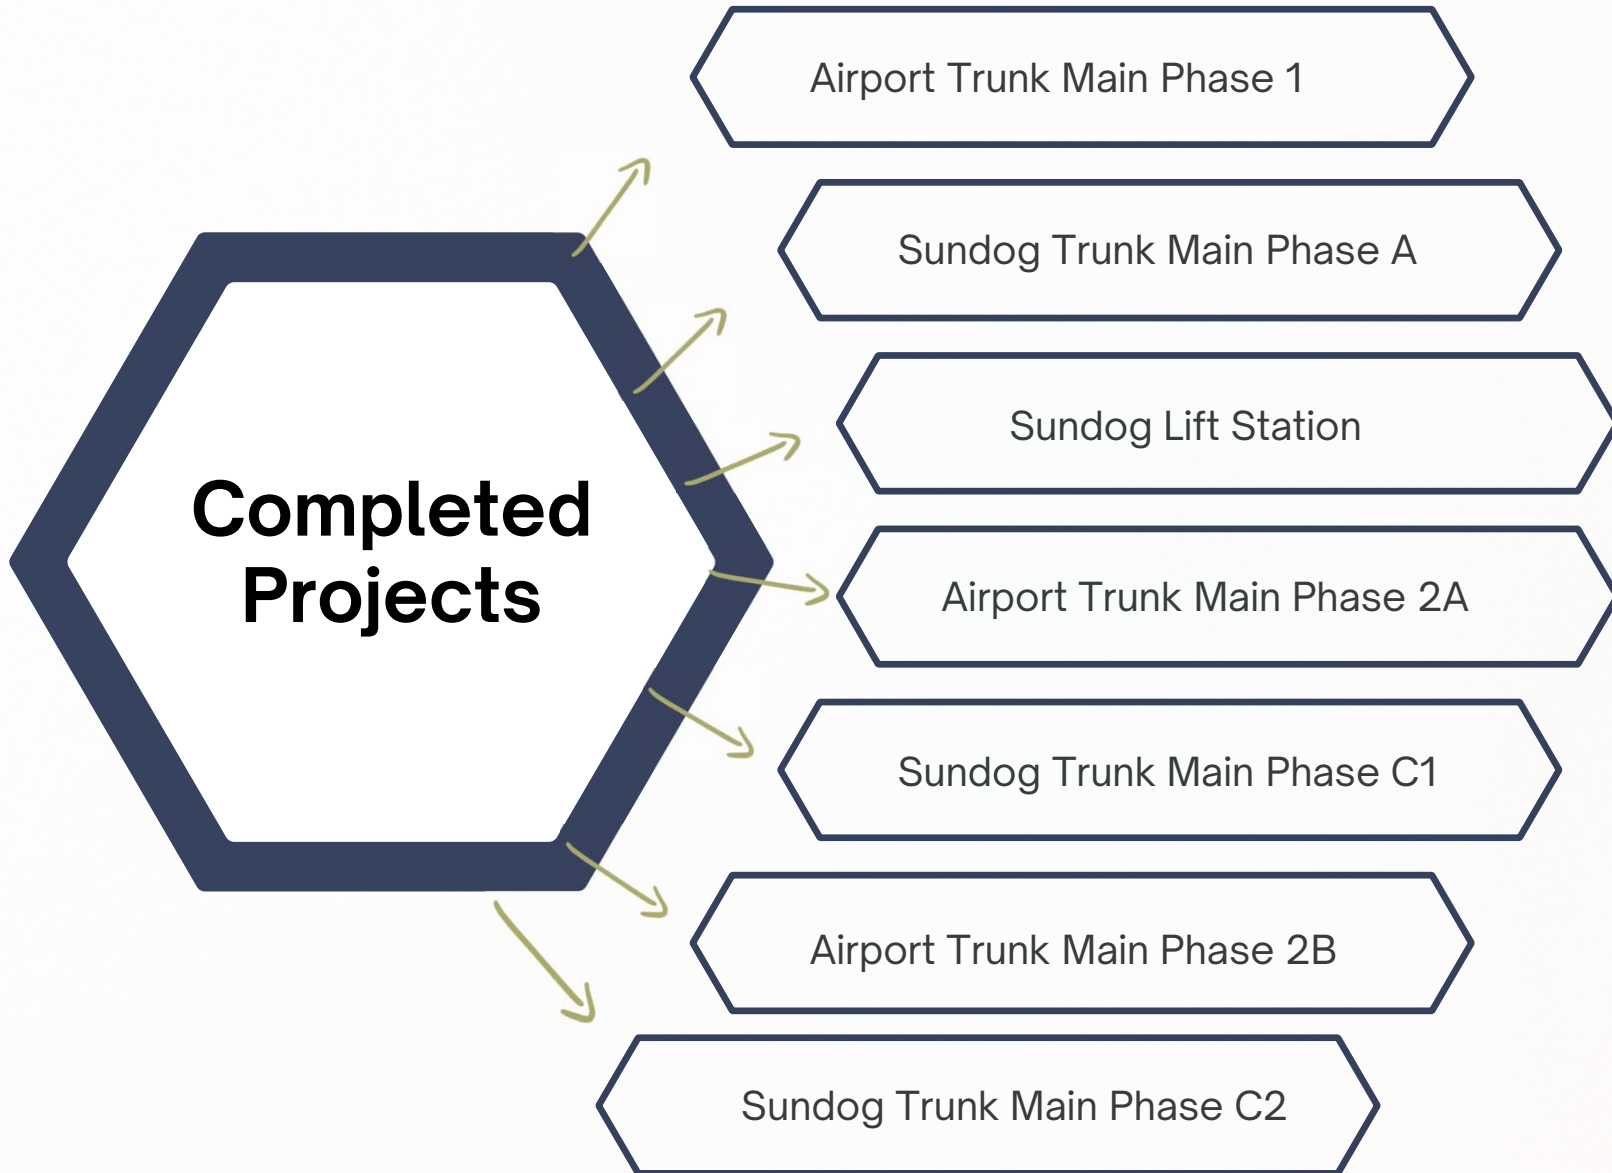 Completed
Projects
Airport Trunk Main Phase 1
Sundog Trunk Main Phase A
Sundog Lift Station
Airport Trunk Main Phase 2A
Sundog Trunk Main Phase C1
Airport Trunk Main Phase 2B
Sundog Trunk Main Phase C2